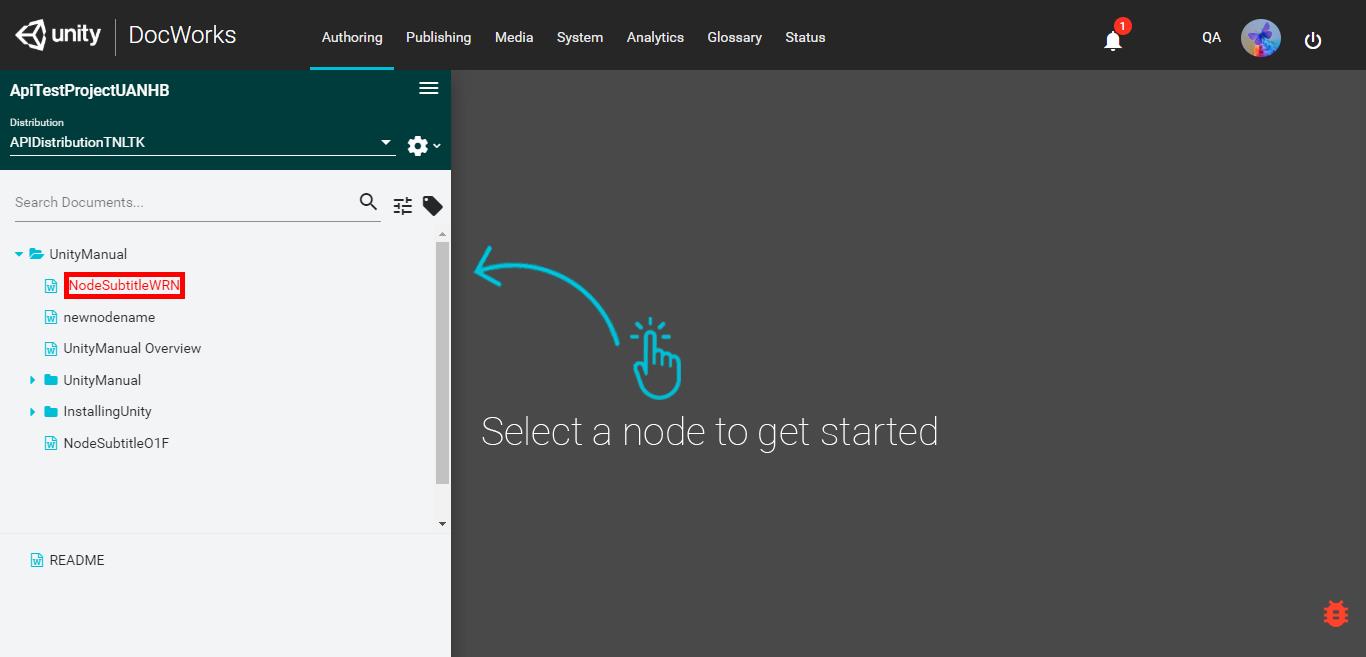 unity DocWorks Authoring Publishing Media System Analytics Glossary Status 1 QA
ApiTestProjectUANHB
Distribution
APIDistributionTNLTK
Search Documents...
UnityManual
NodeSubtitleWRN
newnodename
UnityManual Overview
UnityManual
InstallingUnity
NodeSubtitleO1F
README
Select a node to get started